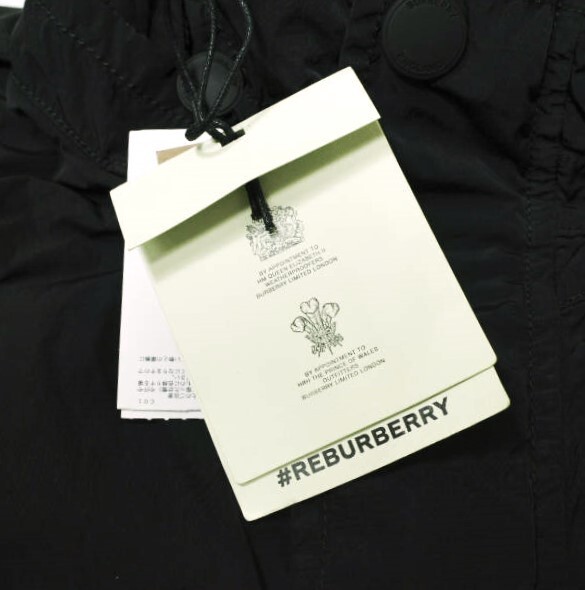 BY APPOINTMENT TO
HM QUEEN ELIZABETH II
WEATHERPROOFERS
BURBERRY LIMITED LONDON
BY APPOINTMENT TO
HRH THE PRINCE OF WALES
OUTFITTERS
BURBERRY LIMITED LONDON
#REBURBERRY